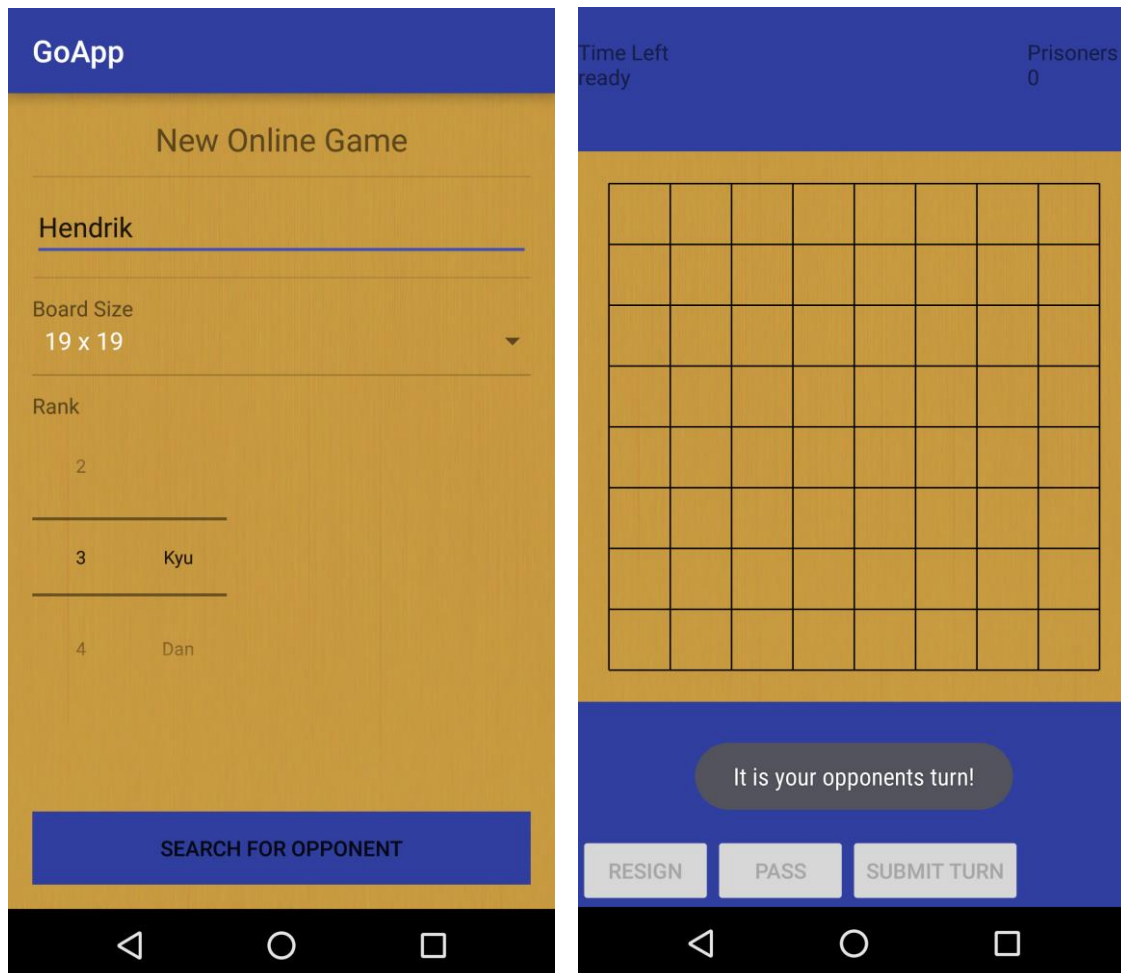 GoApp
New Online Game
Hendrik
Board Size
19 x 19
Rank
2
3 Kyu
4 Dan
SEARCH FOR OPPONENT
Time Left Prisoners
ready 0
It is your opponents turn!
RESIGN PASS SUBMIT TURN